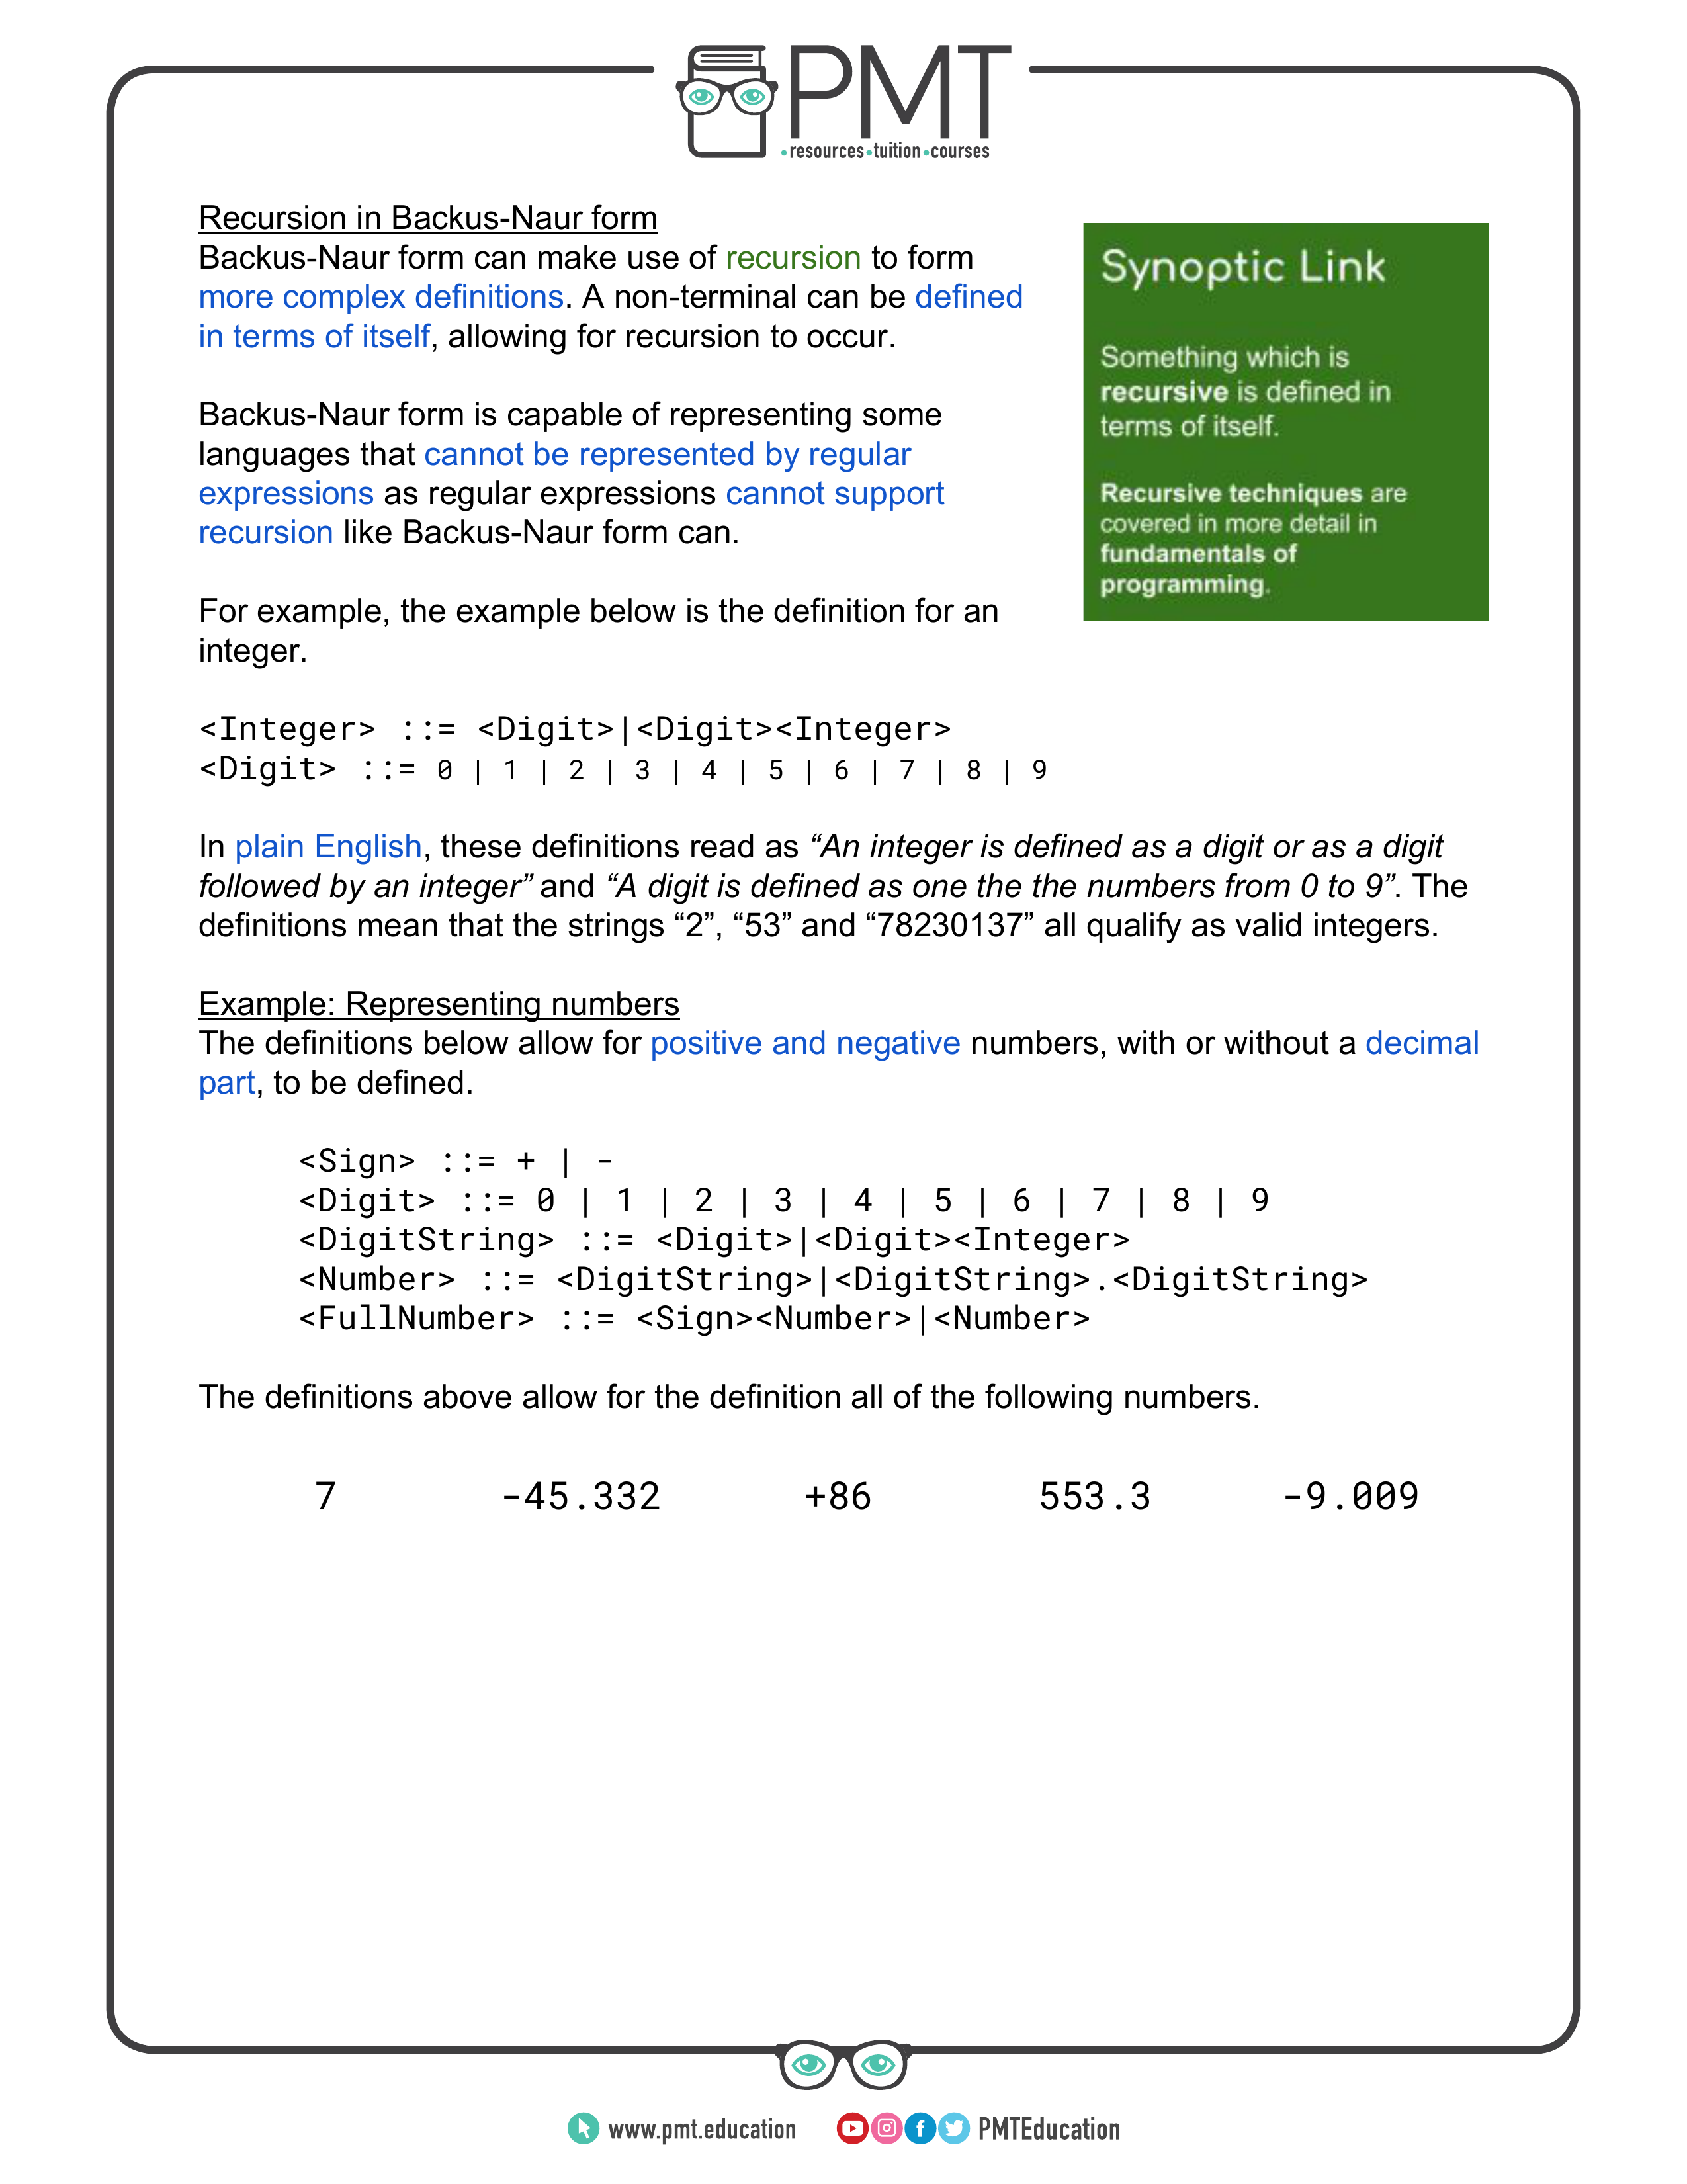 PMT
•resources•tuition•courses
Recursion in Backus-Naur form
Backus-Naur form can make use of recursion to form
more complex definitions. A non-terminal can be defined
in terms of itself, allowing for recursion to occur.
Backus-Naur form is capable of representing some
languages that cannot be represented by regular
expressions as regular expressions cannot support
recursion like Backus-Naur form can.
For example, the example below is the definition for an
integer.
Synoptic Link
Something which is
recursive is defined in
terms of itself.
Recursive techniques are
covered in more detail in
fundamentals of
programming.
<Integer> ::= <Digit>|<Digit><Integer>
<Digit> ::= 0 | 1 | 2 | 3 | 4 | 5 | 6 | 7 | 8 | 9
In plain English, these definitions read as “An integer is defined as a digit or as a digit
followed by an integer” and “A digit is defined as one the the numbers from 0 to 9”. The
definitions mean that the strings “2”, “53” and “78230137” all qualify as valid integers.
Example: Representing numbers
The definitions below allow for positive and negative numbers, with or without a decimal
part, to be defined.
<Sign> ::= + | -
<Digit> ::= 0 | 1 | 2 | 3 | 4 | 5 | 6 | 7 | 8 | 9
<DigitString> ::= <Digit>|<Digit><Integer>
<Number> ::= <DigitString>|<DigitString>.<DigitString>
<FullNumber> ::= <Sign><Number>|<Number>
The definitions above allow for the definition all of the following numbers.
7 -45.332 +86 553.3 -9.009
www.pmt.education PMTEducation